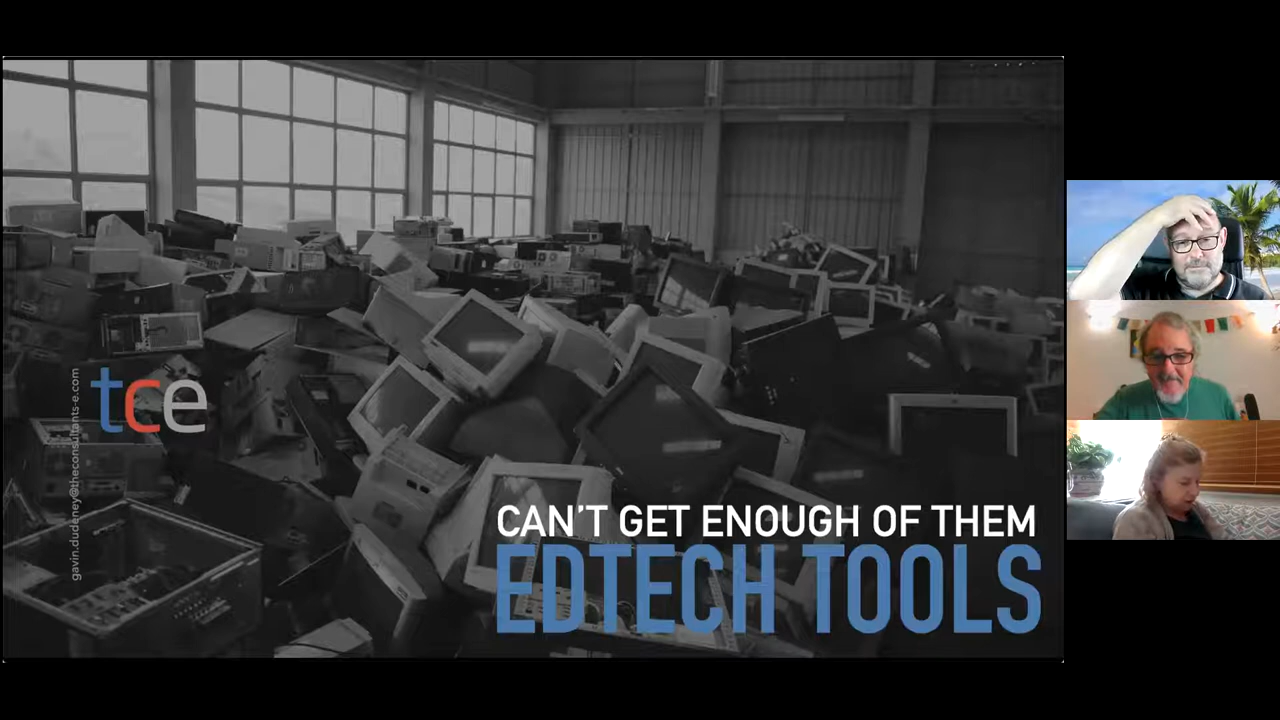 gavin.dudeney@theconsultants-e.com
tce
CAN'T GET ENOUGH OF THEM
EDTECH TOOLS